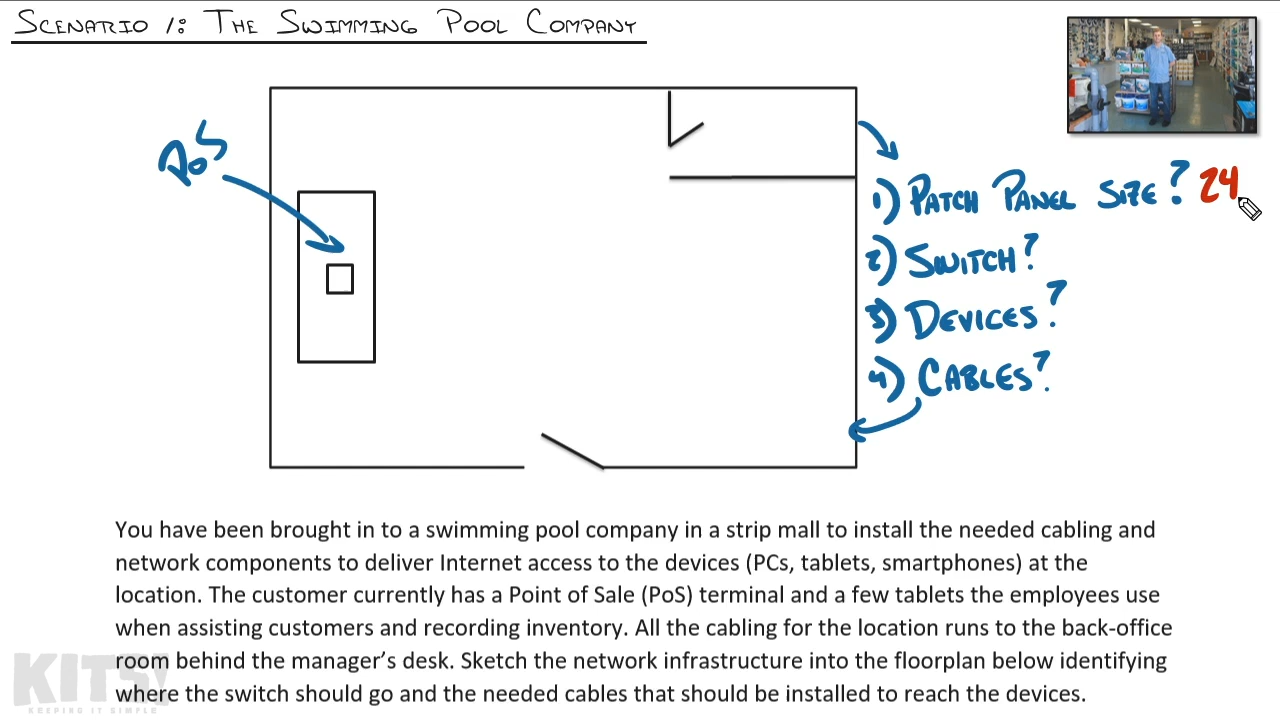 SCENARIO 1: THE SWIMMING POOL COMPANY
PoS
1) PATCH PANEL SIZE? 24
2) SWITCH?
3) DEVICES?
4) CABLES?
You have been brought in to a swimming pool company in a strip mall to install the needed cabling and
network components to deliver Internet access to the devices (PCs, tablets, smartphones) at the
location. The customer currently has a Point of Sale (PoS) terminal and a few tablets the employees use
when assisting customers and recording inventory. All the cabling for the location runs to the back-office
room behind the manager’s desk. Sketch the network infrastructure into the floorplan below identifying
where the switch should go and the needed cables that should be installed to reach the devices.
KITS!
KEEPING IT SIMPLE